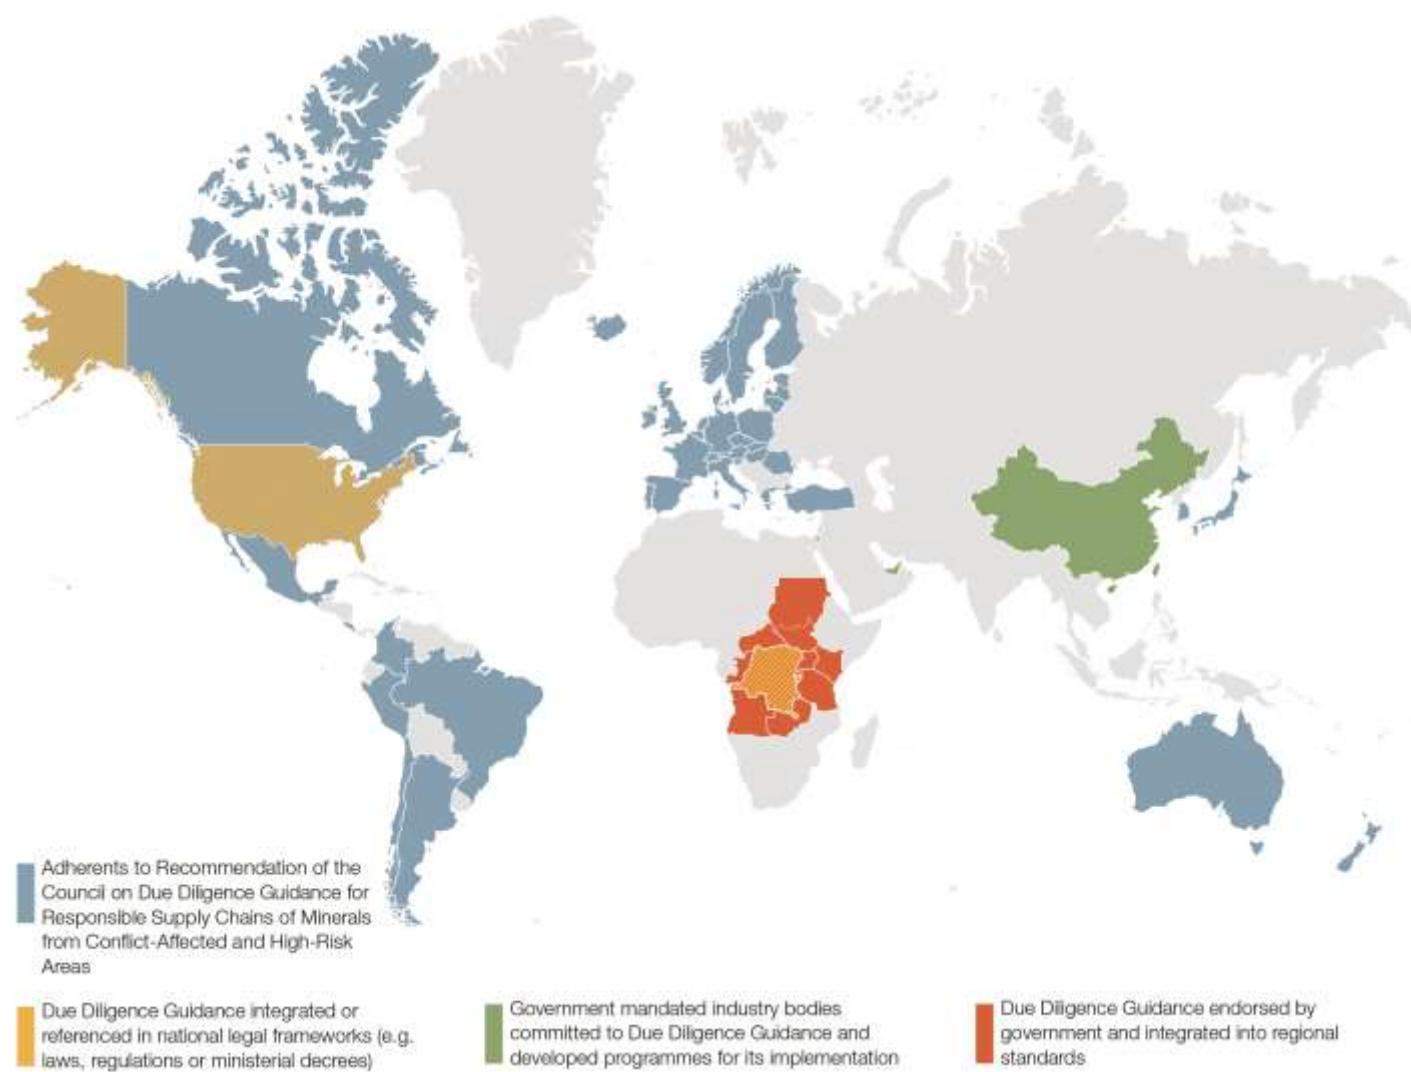 Adherents to Recommendation of the
Council on Due Diligence Guidance for
Responsible Supply Chains of Minerals
from Conflict-Affected and High-Risk
Areas
Due Diligence Guidance integrated or
referenced in national legal frameworks (e.g.
laws, regulations or ministerial decrees)
Government mandated industry bodies
committed to Due Diligence Guidance and
developed programmes for its implementation
Due Diligence Guidance endorsed by
government and integrated into regional
standards